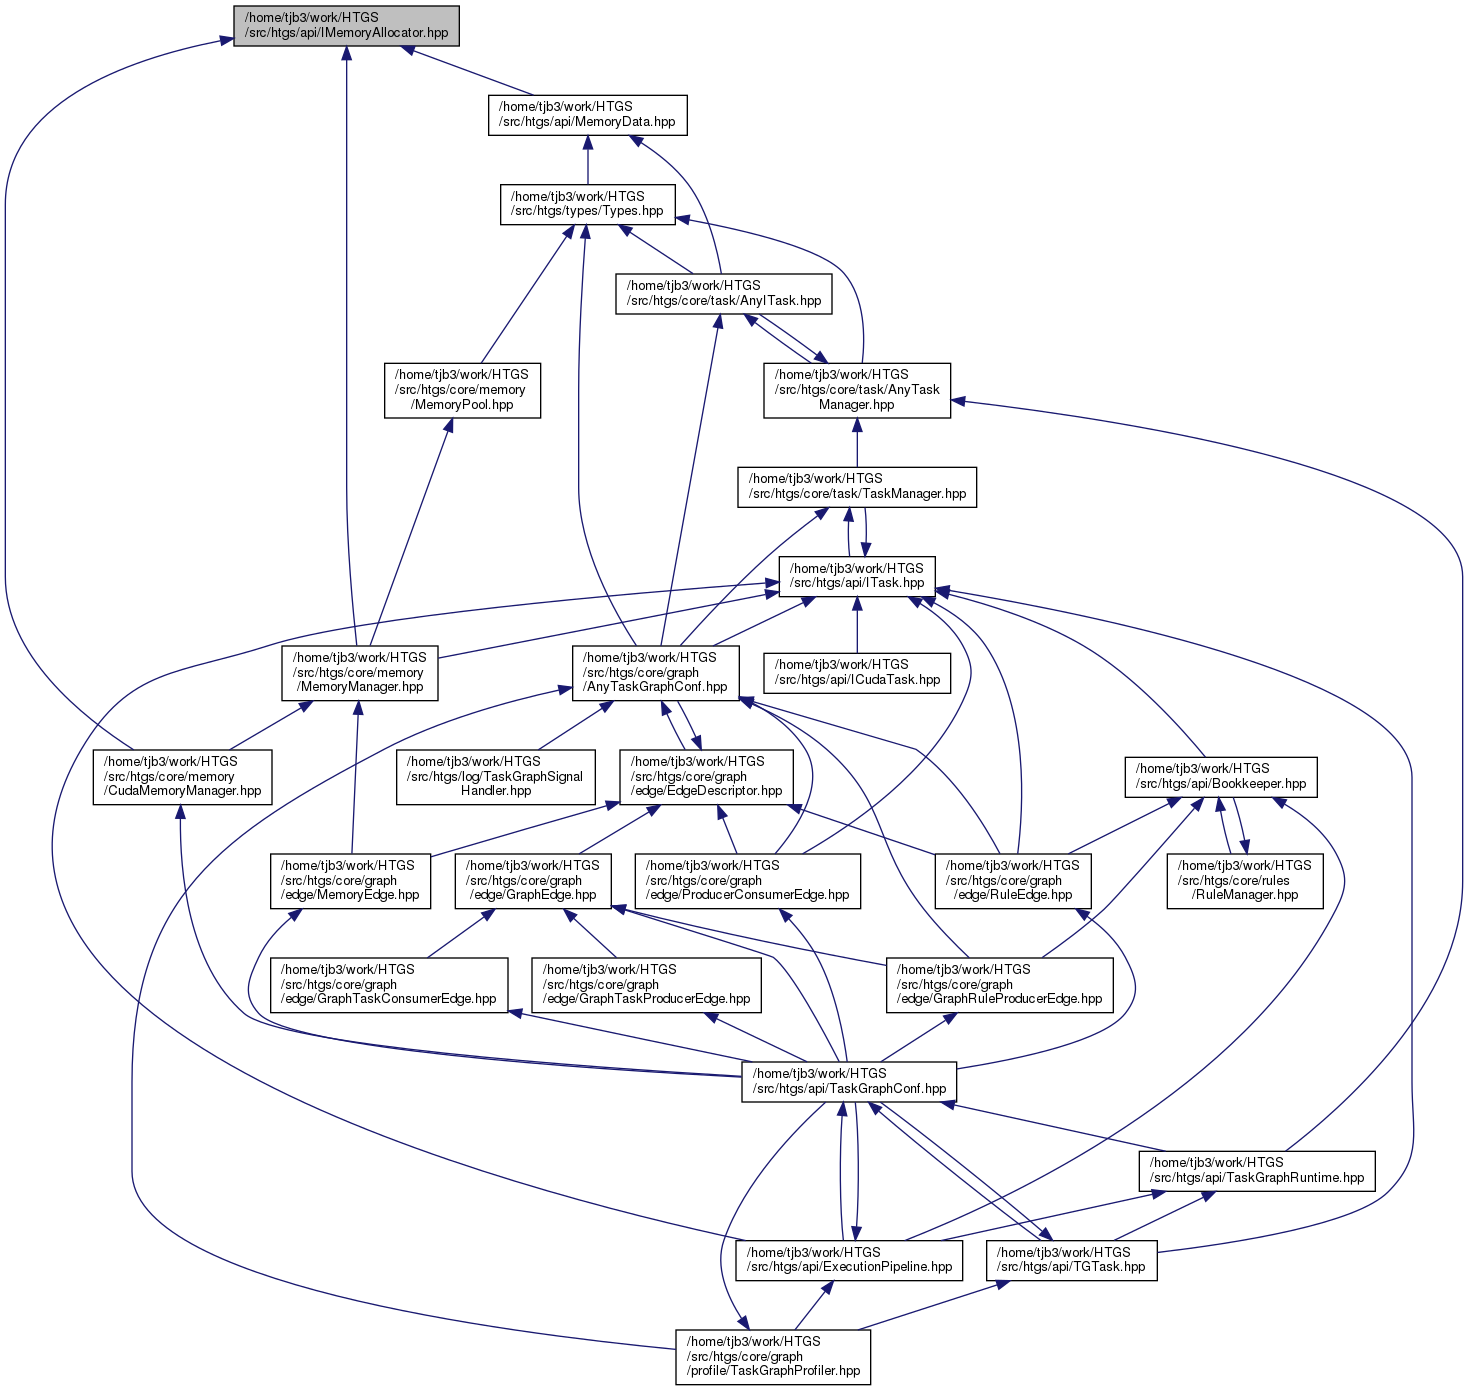 /home/tjb3/work/HTGS
/src/htgs/api/IMemoryAllocator.hpp
/home/tjb3/work/HTGS
/src/htgs/api/MemoryData.hpp
/home/tjb3/work/HTGS
/src/htgs/types/Types.hpp
/home/tjb3/work/HTGS
/src/htgs/core/task/AnyITask.hpp
/home/tjb3/work/HTGS
/src/htgs/core/memory
/MemoryPool.hpp
/home/tjb3/work/HTGS
/src/htgs/core/task/AnyTask
Manager.hpp
/home/tjb3/work/HTGS
/src/htgs/core/task/TaskManager.hpp
/home/tjb3/work/HTGS
/src/htgs/api/ITask.hpp
/home/tjb3/work/HTGS
/src/htgs/core/memory
/MemoryManager.hpp
/home/tjb3/work/HTGS
/src/htgs/core/graph
/AnyTaskGraphConf.hpp
/home/tjb3/work/HTGS
/src/htgs/api/ICudaTask.hpp
/home/tjb3/work/HTGS
/src/htgs/core/memory
/CudaMemoryManager.hpp
/home/tjb3/work/HTGS
/src/htgs/log/TaskGraphSignal
Handler.hpp
/home/tjb3/work/HTGS
/src/htgs/core/graph
/edge/EdgeDescriptor.hpp
/home/tjb3/work/HTGS
/src/htgs/api/Bookkeeper.hpp
/home/tjb3/work/HTGS
/src/htgs/core/graph
/edge/MemoryEdge.hpp
/home/tjb3/work/HTGS
/src/htgs/core/graph
/edge/GraphEdge.hpp
/home/tjb3/work/HTGS
/src/htgs/core/graph
/edge/ProducerConsumerEdge.hpp
/home/tjb3/work/HTGS
/src/htgs/core/graph
/edge/RuleEdge.hpp
/home/tjb3/work/HTGS
/src/htgs/core/rules
/RuleManager.hpp
/home/tjb3/work/HTGS
/src/htgs/core/graph
/edge/GraphTaskConsumerEdge.hpp
/home/tjb3/work/HTGS
/src/htgs/core/graph
/edge/GraphTaskProducerEdge.hpp
/home/tjb3/work/HTGS
/src/htgs/core/graph
/edge/GraphRuleProducerEdge.hpp
/home/tjb3/work/HTGS
/src/htgs/api/TaskGraphConf.hpp
/home/tjb3/work/HTGS
/src/htgs/api/TaskGraphRuntime.hpp
/home/tjb3/work/HTGS
/src/htgs/api/ExecutionPipeline.hpp
/home/tjb3/work/HTGS
/src/htgs/api/TGTask.hpp
/home/tjb3/work/HTGS
/src/htgs/core/graph
/profile/TaskGraphProfiler.hpp